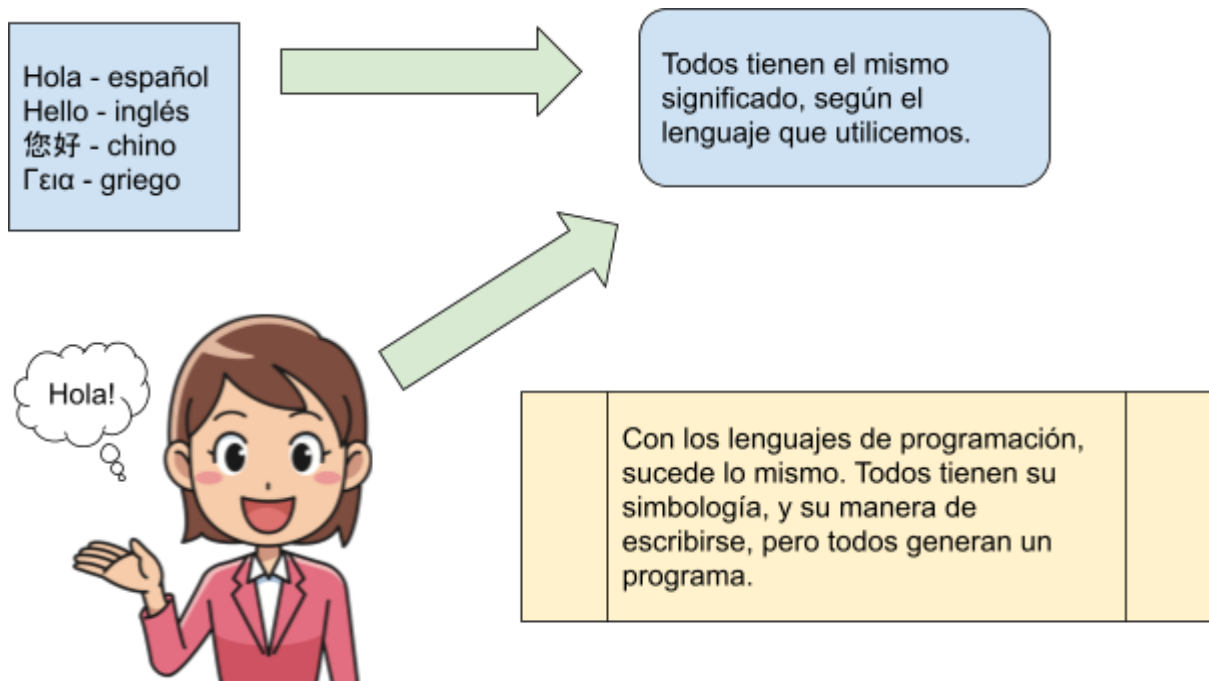 Hola - español
Hello - inglés
您好 - chino
Γεια - griego
Todos tienen el mismo
significado, según el
lenguaje que utilicemos.
Hola!
Con los lenguajes de programación,
sucede lo mismo. Todos tienen su
simbología, y su manera de
escribirse, pero todos generan un
programa.